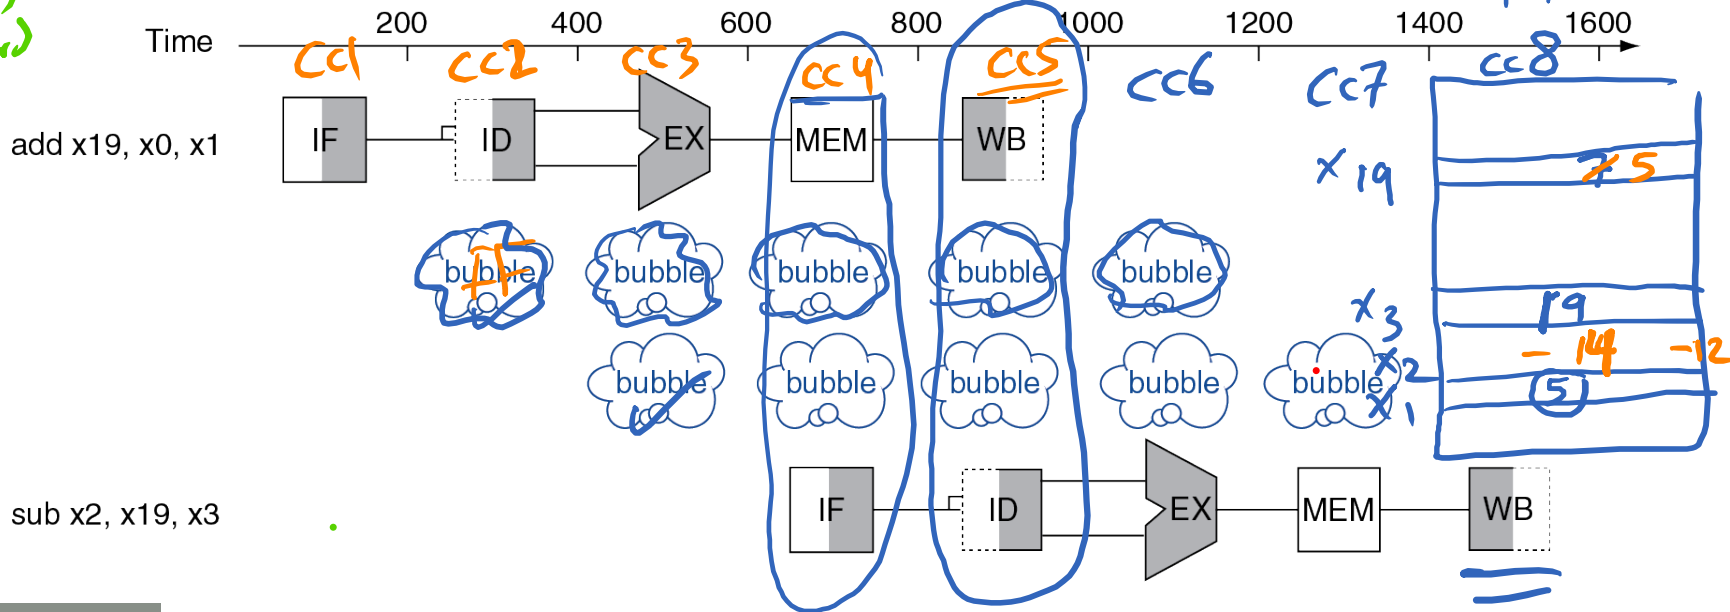 200 400 600 800 1000 1200 1400 1600
Time
cc1 cc2 cc3 cc4 cc5 cc6 cc7 cc8
add x19, x0, x1 IF ID EX MEM WB
x19 7 5
bubble bubble bubble bubble bubble
IF
x3 19
x2 - 14 -12
bubble bubble bubble bubble bubble
x1 5
sub x2, x19, x3 IF ID EX MEM WB